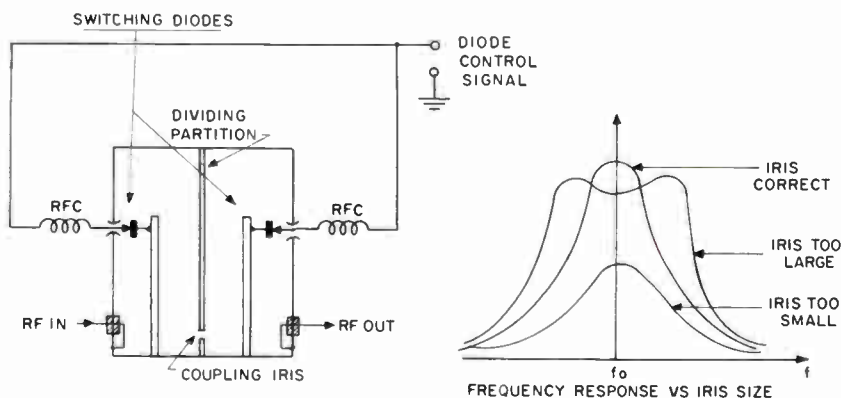 SWITCHING DIODES
DIODE
CONTROL
SIGNAL
DIVIDING
PARTITION
RFC
RFC
RF IN
RF OUT
COUPLING IRIS
IRIS
CORRECT
IRIS TOO
LARGE
IRIS TOO
SMALL
fo
f
FREQUENCY RESPONSE VS IRIS SIZE